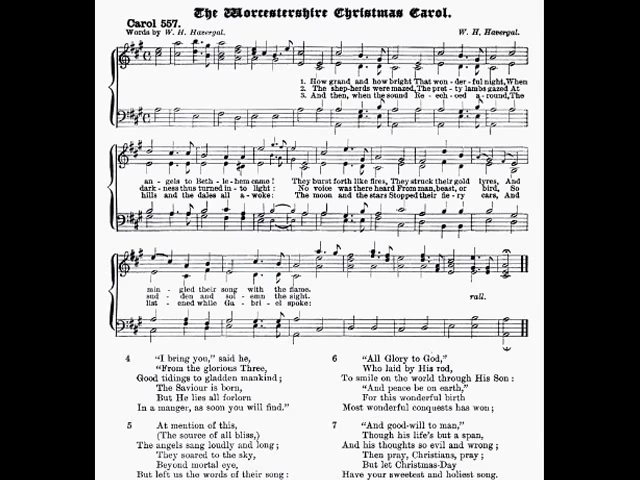 The Worcestershire Christmas Carol.
Carol 557.
Words by W. H. Havergal. W. H. Havergal.
1. How grand and how bright That won - der - ful night, When
2. The shep-herds were mazed, The pret - ty lambs gazed At
3. And then, when the sound Re - ech-oed a - round, The
an - gels to Beth - le - hem came! They burst forth like fires, They struck their gold tyres, And
dark - ness thus turned in - to light: No voice was there heard From man, beast, or bird, So
hills and the dales all a - woke: The moon and the stars Stopped their fie - ry cars, And
min - gled their song with the flame.
sud - den and sol - emn the sight.
list - ened while Ga - bri - el spoke:
rall.
4 “I bring you,” said he,
“From the glorious Three,
Good tidings to gladden mankind;
The Saviour is born,
But He lies all forlorn
In a manger, as soon you will find.”
5 At mention of this,
(The source of all bliss,)
The angels sang loudly and long;
They soared to the sky,
Beyond mortal eye,
But left us the words of their song:
6 “All Glory to God,”
Who laid by His rod,
To smile on the world through His Son:
“And peace be on earth,”
For this wonderful birth
Most wonderful conquests has won;
7 “And good-will to man,”
Though his life's but a span,
And his thoughts so evil and wrong;
Then pray, Christians, pray;
But let Christmas-Day
Have your sweetest and holiest song.